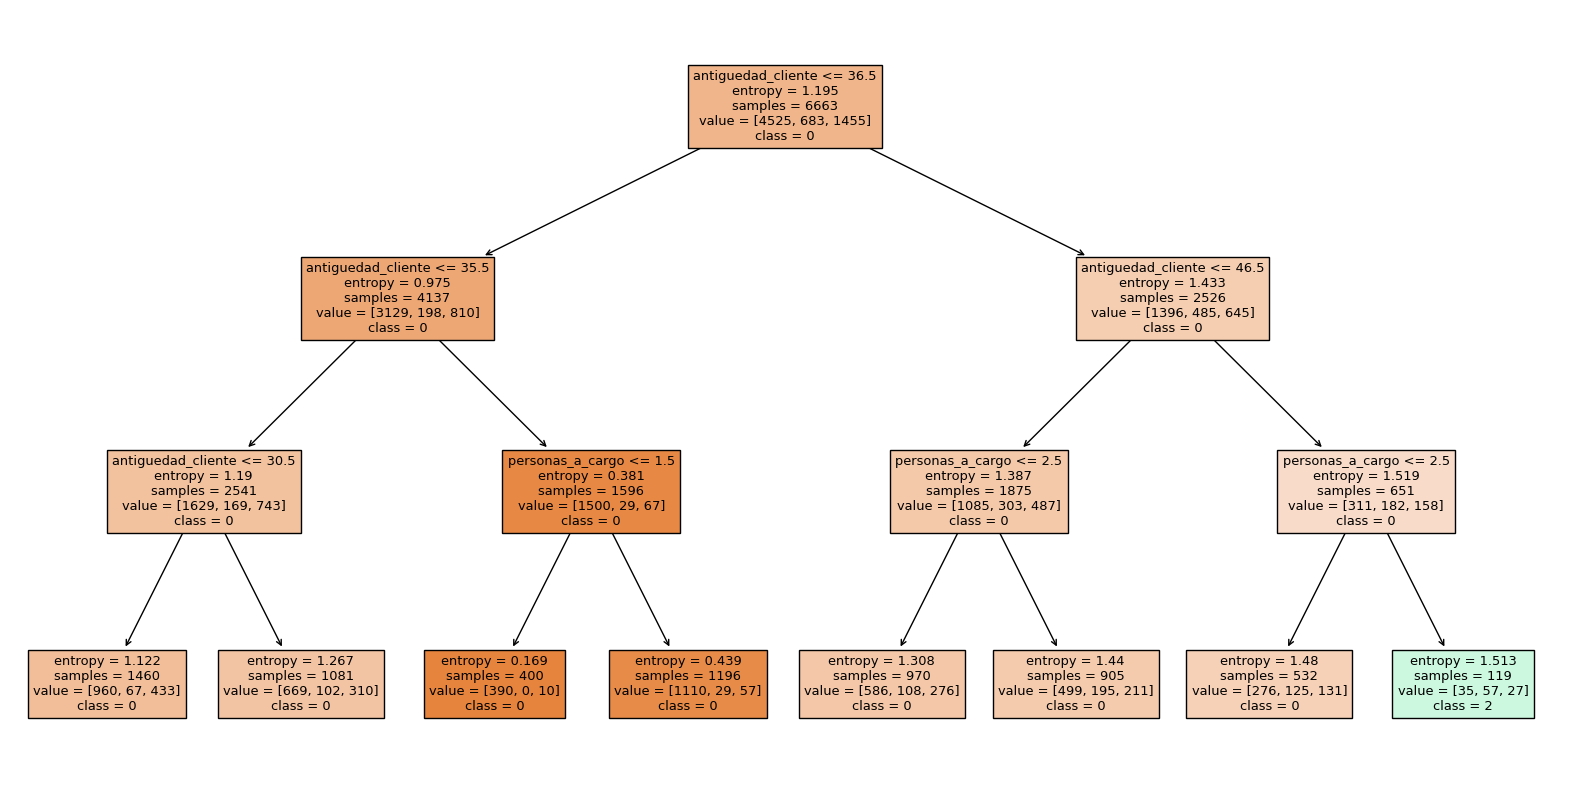 antiguedad_cliente <= 36.5
entropy = 1.195
samples = 6663
value = [4525, 683, 1455]
class = 0
antiguedad_cliente <= 35.5
entropy = 0.975
samples = 4137
value = [3129, 198, 810]
class = 0
antiguedad_cliente <= 46.5
entropy = 1.433
samples = 2526
value = [1396, 485, 645]
class = 0
antiguedad_cliente <= 30.5
entropy = 1.19
samples = 2541
value = [1629, 169, 743]
class = 0
personas_a_cargo <= 1.5
entropy = 0.381
samples = 1596
value = [1500, 29, 67]
class = 0
personas_a_cargo <= 2.5
entropy = 1.387
samples = 1875
value = [1085, 303, 487]
class = 0
personas_a_cargo <= 2.5
entropy = 1.519
samples = 651
value = [311, 182, 158]
class = 0
entropy = 1.122
samples = 1460
value = [960, 67, 433]
class = 0
entropy = 1.267
samples = 1081
value = [669, 102, 310]
class = 0
entropy = 0.169
samples = 400
value = [390, 0, 10]
class = 0
entropy = 0.439
samples = 1196
value = [1110, 29, 57]
class = 0
entropy = 1.308
samples = 970
value = [586, 108, 276]
class = 0
entropy = 1.44
samples = 905
value = [499, 195, 211]
class = 0
entropy = 1.48
samples = 532
value = [276, 125, 131]
class = 0
entropy = 1.513
samples = 119
value = [35, 57, 27]
class = 2